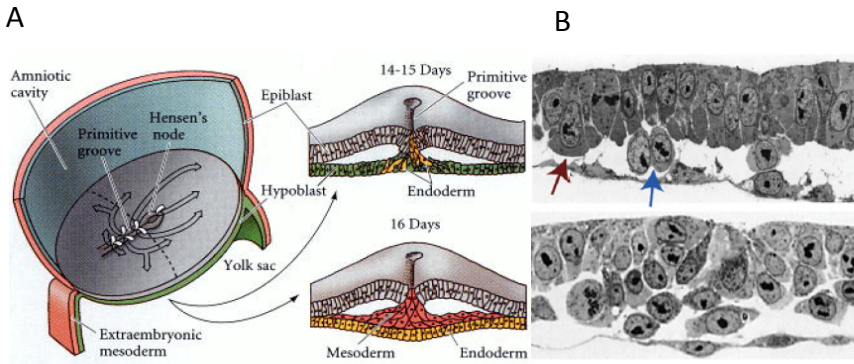 A
B
Amniotic
cavity
Primitive
groove
Hensen's
node
Epiblast
Hypoblast
Yolk sac
Extraembryonic
mesoderm
14-15 Days
Primitive
groove
Endoderm
16 Days
Mesoderm
Endoderm